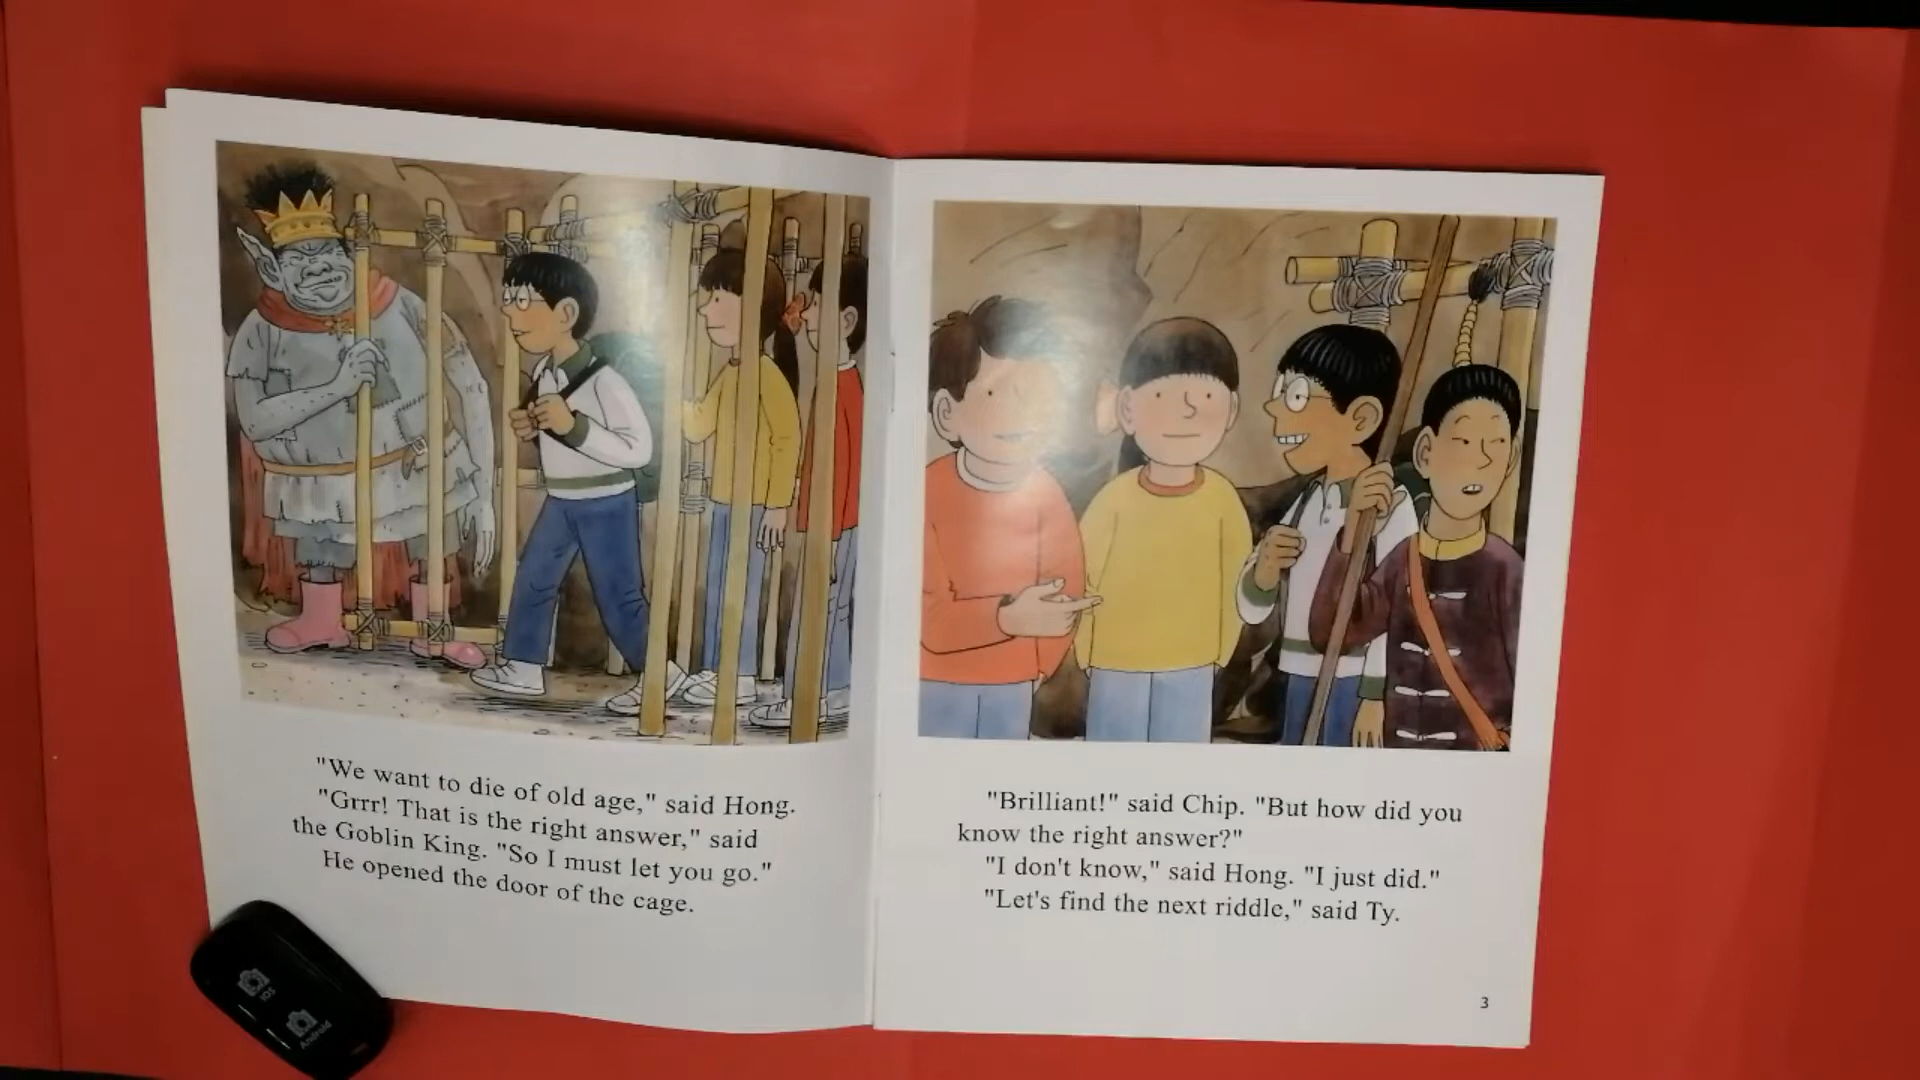 "We want to die of old age," said Hong.
"Grrr! That is the right answer," said
the Goblin King. "So I must let you go."
He opened the door of the cage.
"Brilliant!" said Chip. "But how did you
know the right answer?"
"I don't know," said Hong. "I just did."
"Let's find the next riddle," said Ty.
3
iOS
Android